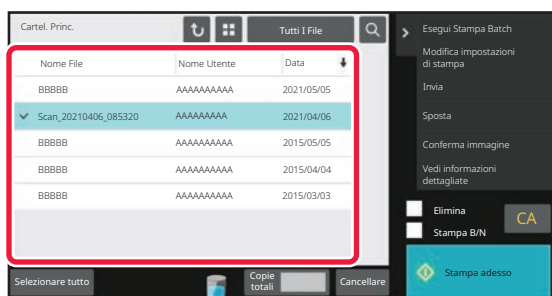 Cartel. Princ.
Tutti I File
Nome File Nome Utente Data
BBBBB AAAAAAAAAA 2021/05/05
Scan_20210406_085320 AAAAAAAAA 2021/04/06
BBBBB AAAAAAAAAA 2015/05/05
BBBBB AAAAAAAAAA 2015/04/04
BBBBB AAAAAAAAAA 2015/03/03
Selezionare tutto
Copie
totali
Cancellare
Esegui Stampa Batch
Modifica impostazioni
di stampa
Invia
Sposta
Conferma immagine
Vedi informazioni
dettagliate
Elimina
Stampa B/N
CA
Stampa adesso